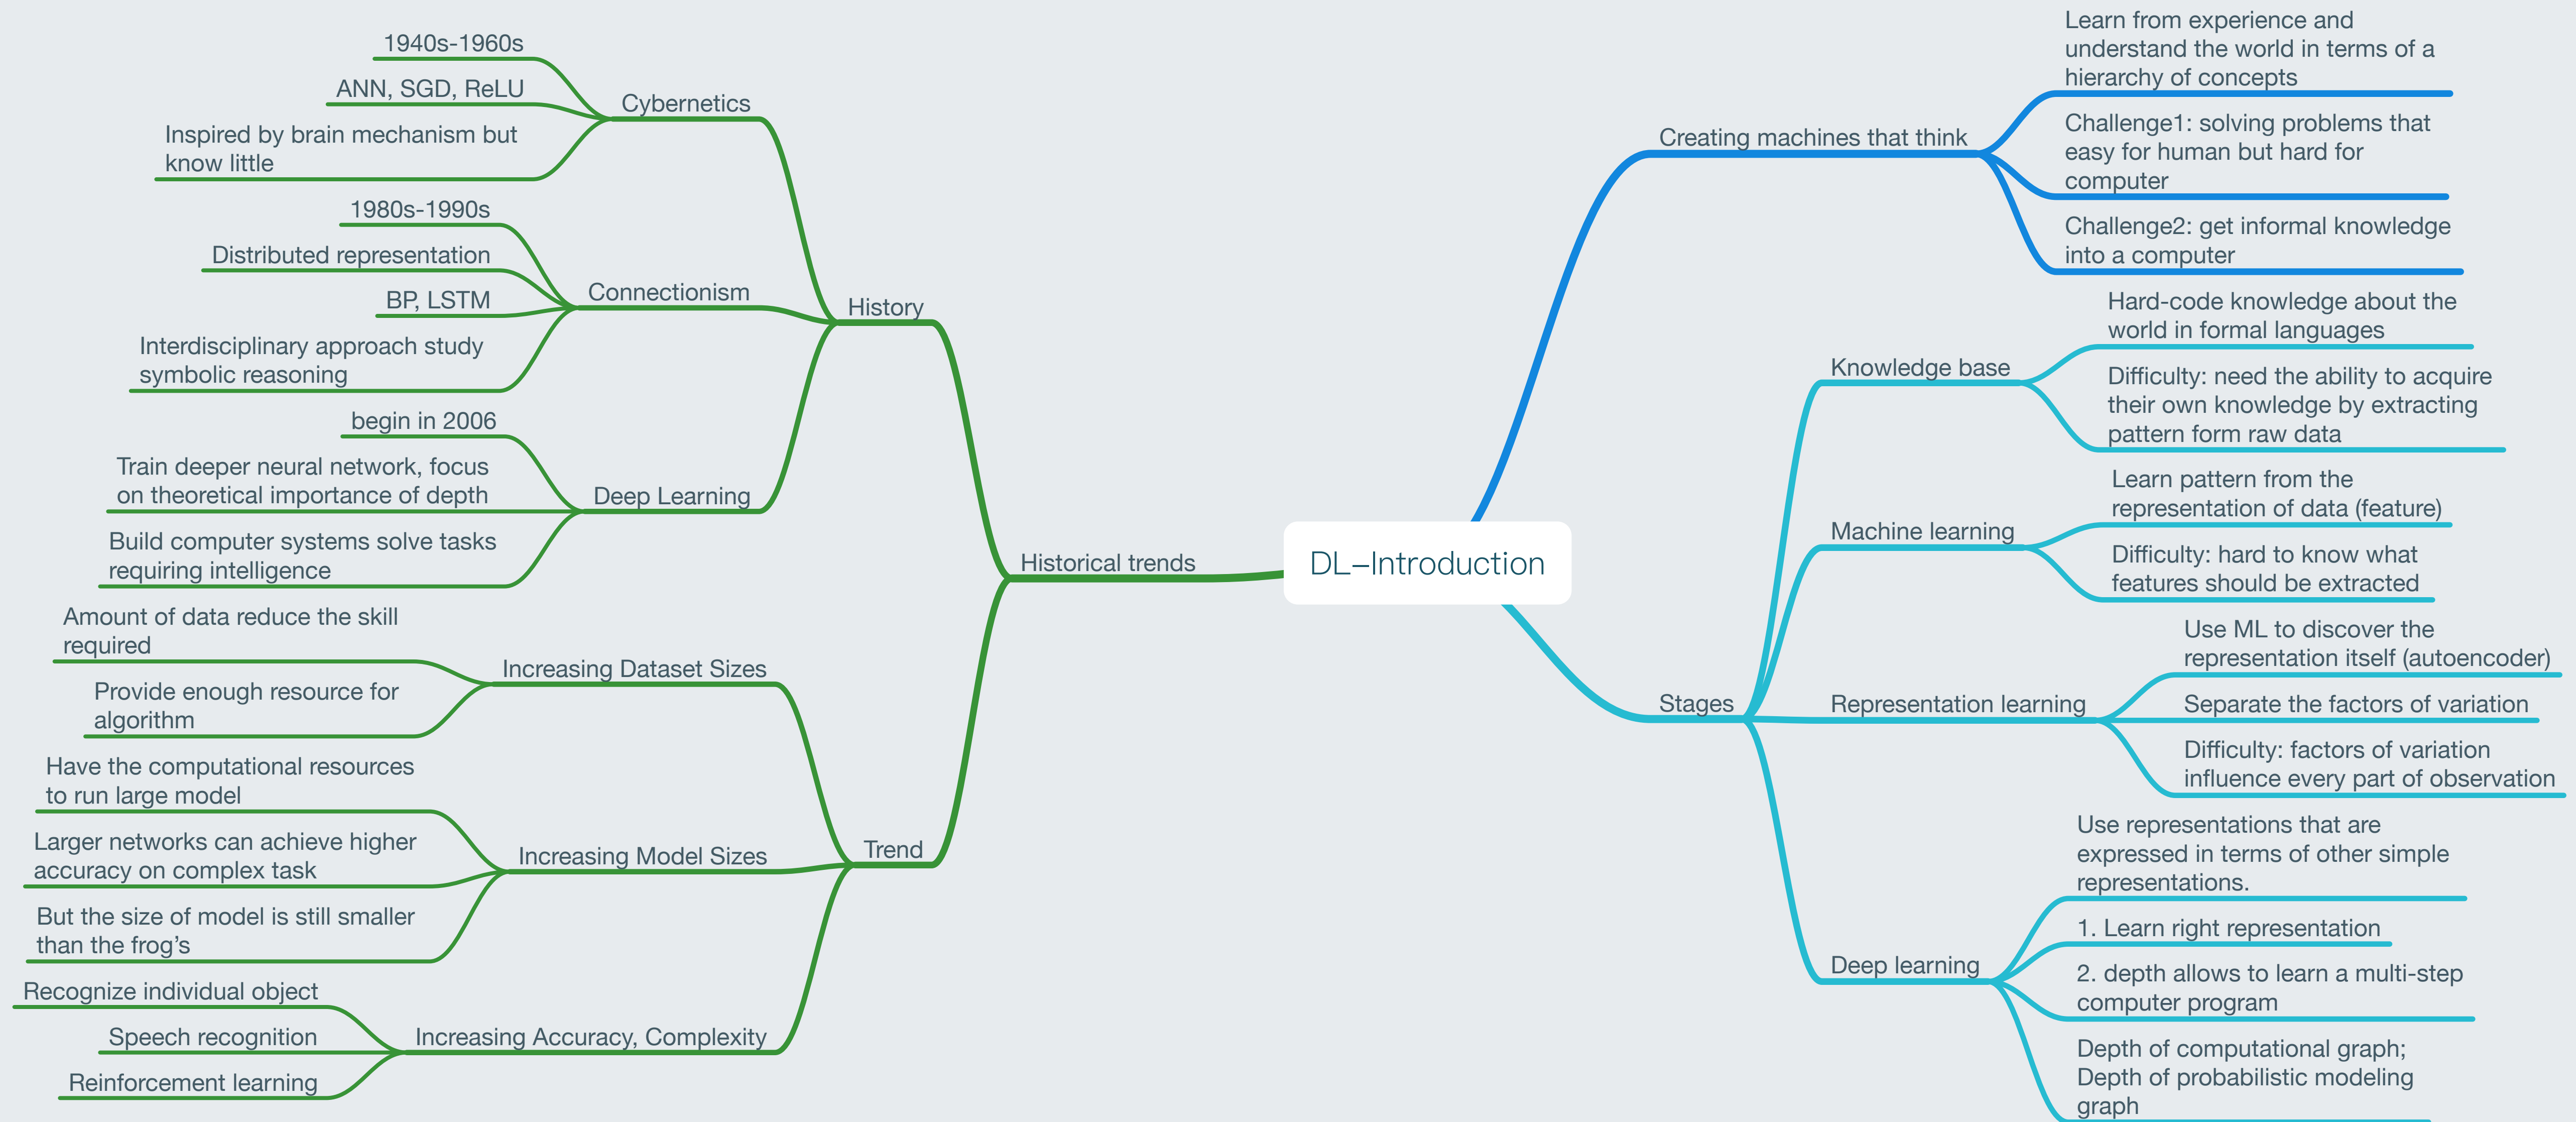 DL–Introduction
Creating machines that think
Learn from experience and
understand the world in terms of a
hierarchy of concepts
Challenge1: solving problems that
easy for human but hard for
computer
Challenge2: get informal knowledge
into a computer
Stages
Knowledge base
Hard-code knowledge about the
world in formal languages
Difficulty: need the ability to acquire
their own knowledge by extracting
pattern form raw data
Machine learning
Learn pattern from the
representation of data (feature)
Difficulty: hard to know what
features should be extracted
Representation learning
Use ML to discover the
representation itself (autoencoder)
Separate the factors of variation
Difficulty: factors of variation
influence every part of observation
Deep learning
Use representations that are
expressed in terms of other simple
representations.
1. Learn right representation
2. depth allows to learn a multi-step
computer program
Depth of computational graph;
Depth of probabilistic modeling
graph
Historical trends
History
Cybernetics
1940s-1960s
ANN, SGD, ReLU
Inspired by brain mechanism but
know little
Connectionism
1980s-1990s
Distributed representation
BP, LSTM
Interdisciplinary approach study
symbolic reasoning
Deep Learning
begin in 2006
Train deeper neural network, focus
on theoretical importance of depth
Build computer systems solve tasks
requiring intelligence
Trend
Increasing Dataset Sizes
Amount of data reduce the skill
required
Provide enough resource for
algorithm
Increasing Model Sizes
Have the computational resources
to run large model
Larger networks can achieve higher
accuracy on complex task
But the size of model is still smaller
than the frog’s
Increasing Accuracy, Complexity
Recognize individual object
Speech recognition
Reinforcement learning